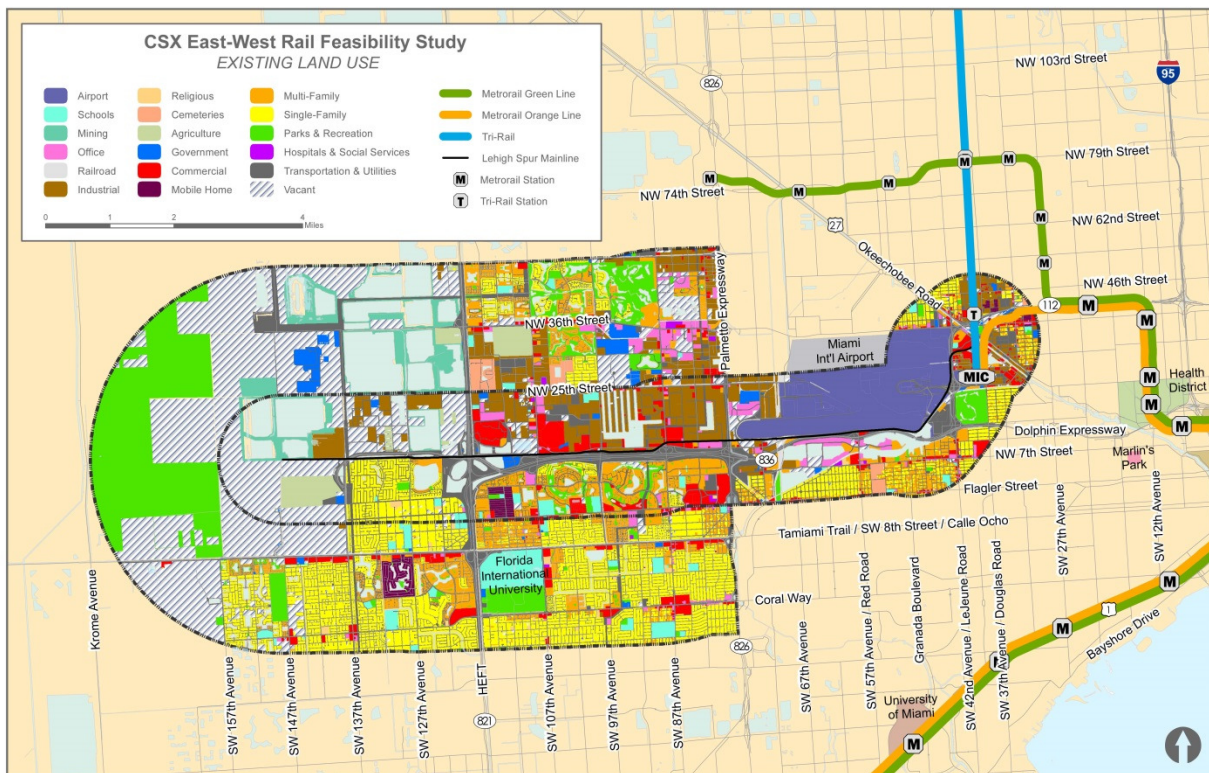 CSX East-West Rail Feasibility Study
EXISTING LAND USE
Airport
Schools
Mining
Office
Railroad
Industrial
Religious
Cemeteries
Agriculture
Government
Commercial
Mobile Home
Multi-Family
Single-Family
Parks & Recreation
Hospitals & Social Services
Transportation & Utilities
Vacant
Metrorail Green Line
Metrorail Orange Line
Tri-Rail
Lehigh Spur Mainline
M Metrorail Station
T Tri-Rail Station
0 1 2 4
Miles
826
NW 103rd Street
95
M
M
M
NW 79th Street
M
M
NW 74th Street
27
M
NW 62nd Street
Okeechobee Road
M
NW 46th Street
112
M
T
M
NW 36th Street
Palmetto Expressway
Miami
Int'l Airport
MIC
M
Health
District
NW 25th Street
M
M
Dolphin Expressway
836
NW 7th Street
Marlin's
Park
Flagler Street
Tamiami Trail / SW 8th Street / Calle Ocho
Florida
International
University
Coral Way
826
M
1
M
M
Bayshore Drive
University
of Miami
M
821
Krome Avenue
SW 157th Avenue
SW 147th Avenue
SW 137th Avenue
SW 127th Avenue
HEFT
SW 107th Avenue
SW 97th Avenue
SW 87th Avenue
SW 67th Avenue
SW 57th Avenue / Red Road
Granada Boulevard
SW 42nd Avenue / LeJeune Road
SW 37th Avenue / Douglas Road
SW 27th Avenue
SW 12th Avenue